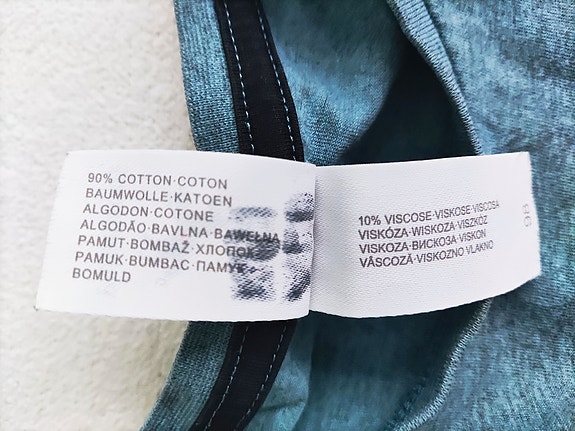 90% COTTON·COTON
BAUMWOLLE·KATOEN
ALGODON·COTONE
ALGODÃO·BAVLNA·BAWEŁNA
PAMUT·BOMBAŽ·ХЛОПОК
PAMUK·BUMBAC·ПАМУК
BOMULD
10% VISCOSE·VISKOSE·VISCOSA
VISKÓZA·WISKOZA·VISZKÓZ
VISKOZA·ВИСКОЗА·VISKON
VÂSCOZĂ·VISKOZNO VLAKNO